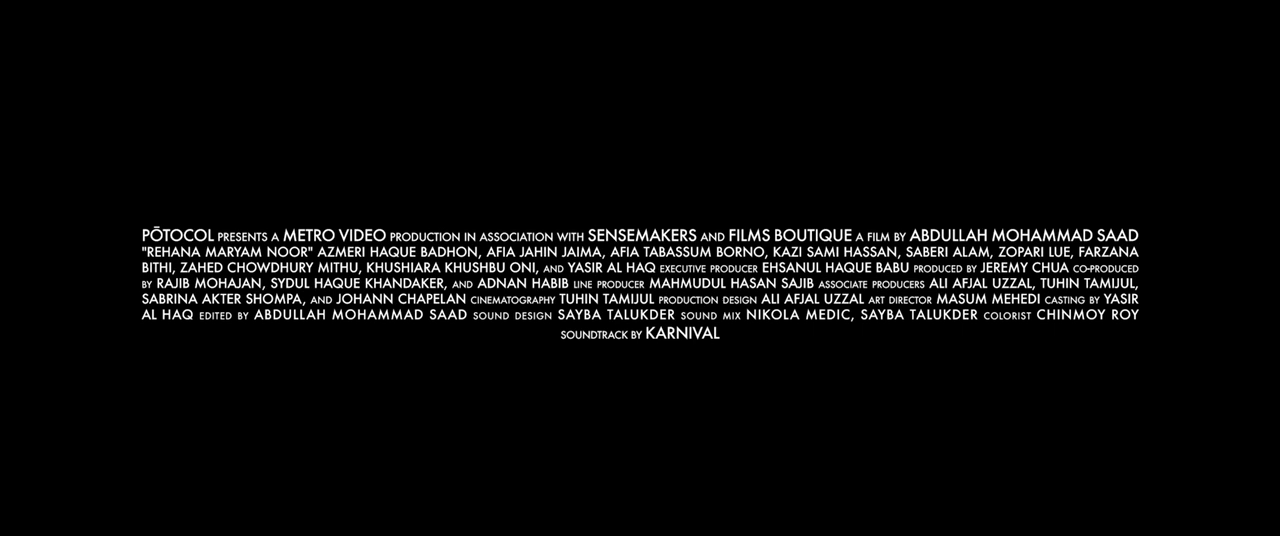 PŌTOCOL PRESENTS A METRO VIDEO PRODUCTION IN ASSOCIATION WITH SENSEMAKERS AND FILMS BOUTIQUE A FILM BY ABDULLAH MOHAMMAD SAAD
"REHANA MARYAM NOOR" AZMERI HAQUE BADHON, AFIA JAHIN JAIMA, AFIA TABASSUM BORNO, KAZI SAMI HASSAN, SABERI ALAM, ZOPARI LUE, FARZANA
BITHI, ZAHED CHOWDHURY MITHU, KHUSHIARA KHUSHBU ONI, AND YASIR AL HAQ EXECUTIVE PRODUCER EHSANUL HAQUE BABU PRODUCED BY JEREMY CHUA CO-PRODUCED
BY RAJIB MOHAJAN, SYDUL HAQUE KHANDAKER, AND ADNAN HABIB LINE PRODUCER MAHMUDUL HASAN SAJIB ASSOCIATE PRODUCERS ALI AFJAL UZZAL, TUHIN TAMIJUL,
SABRINA AKTER SHOMPA, AND JOHANN CHAPELAN CINEMATOGRAPHY TUHIN TAMIJUL PRODUCTION DESIGN ALI AFJAL UZZAL ART DIRECTOR MASUM MEHEDI CASTING BY YASIR
AL HAQ EDITED BY ABDULLAH MOHAMMAD SAAD SOUND DESIGN SAYBA TALUKDER SOUND MIX NIKOLA MEDIC, SAYBA TALUKDER COLORIST CHINMOY ROY
SOUNDTRACK BY KARNIVAL